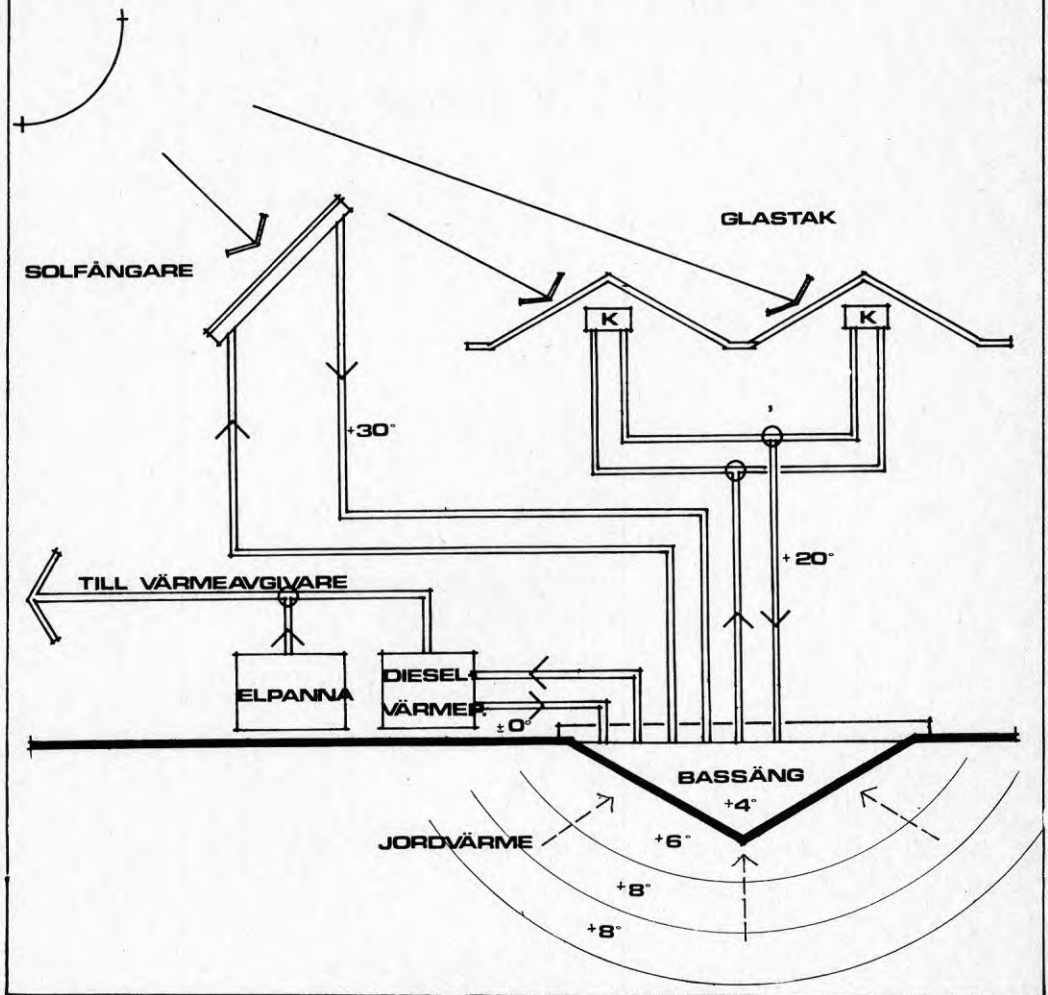 GLASTAK
SOLFÅNGARE
K
K
+30°
+20°
TILL VÄRMEAVGIVARE
ELPANNA
DIESEL-
VÄRMEP.
±0°
BASSÄNG
+4°
JORDVÄRME
+6°
+8°
+8°